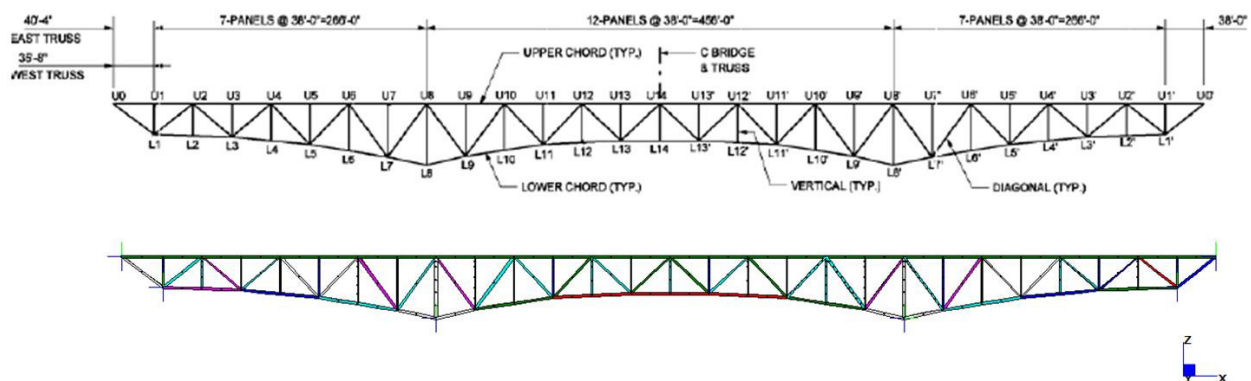 40'-4" 7-PANELS @ 38'-0"=266'-0" 12-PANELS @ 38'-0"=456'-0" 7-PANELS @ 38'-0"=266'-0" 38'-0"
EAST TRUSS
35'-8"
WEST TRUSS
UPPER CHORD (TYP.)
C BRIDGE
& TRUSS
U0 U1 U2 U3 U4 U5 U6 U7 U8 U9 U10 U11 U12 U13 U14 U13' U12' U11' U10' U9' U8' U7' U6' U5' U4' U3' U2' U1' U0'
L1 L2 L3 L4 L5 L6 L7 L8 L9 L10 L11 L12 L13 L14 L13' L12' L11' L10' L9' L8' L7' L6' L5' L4' L3' L2' L1'
LOWER CHORD (TYP.) VERTICAL (TYP.) DIAGONAL (TYP.)
Z
X